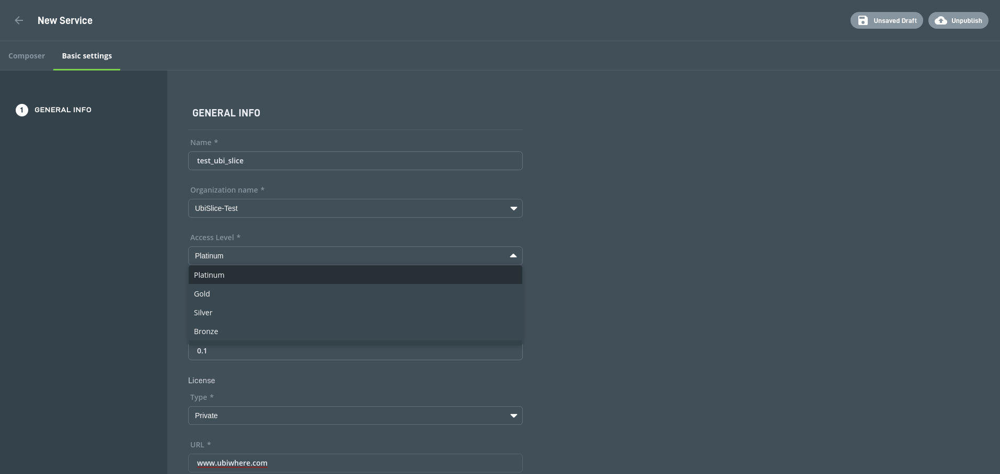 New Service
Unsaved Draft
Unpublish
Composer
Basic settings
1 GENERAL INFO
GENERAL INFO
Name *
test_ubi_slice
Organization name *
UbiSlice-Test
Access Level *
Platinum
Platinum
Gold
Silver
Bronze
0.1
License
Type *
Private
URL *
www.ubiwhere.com